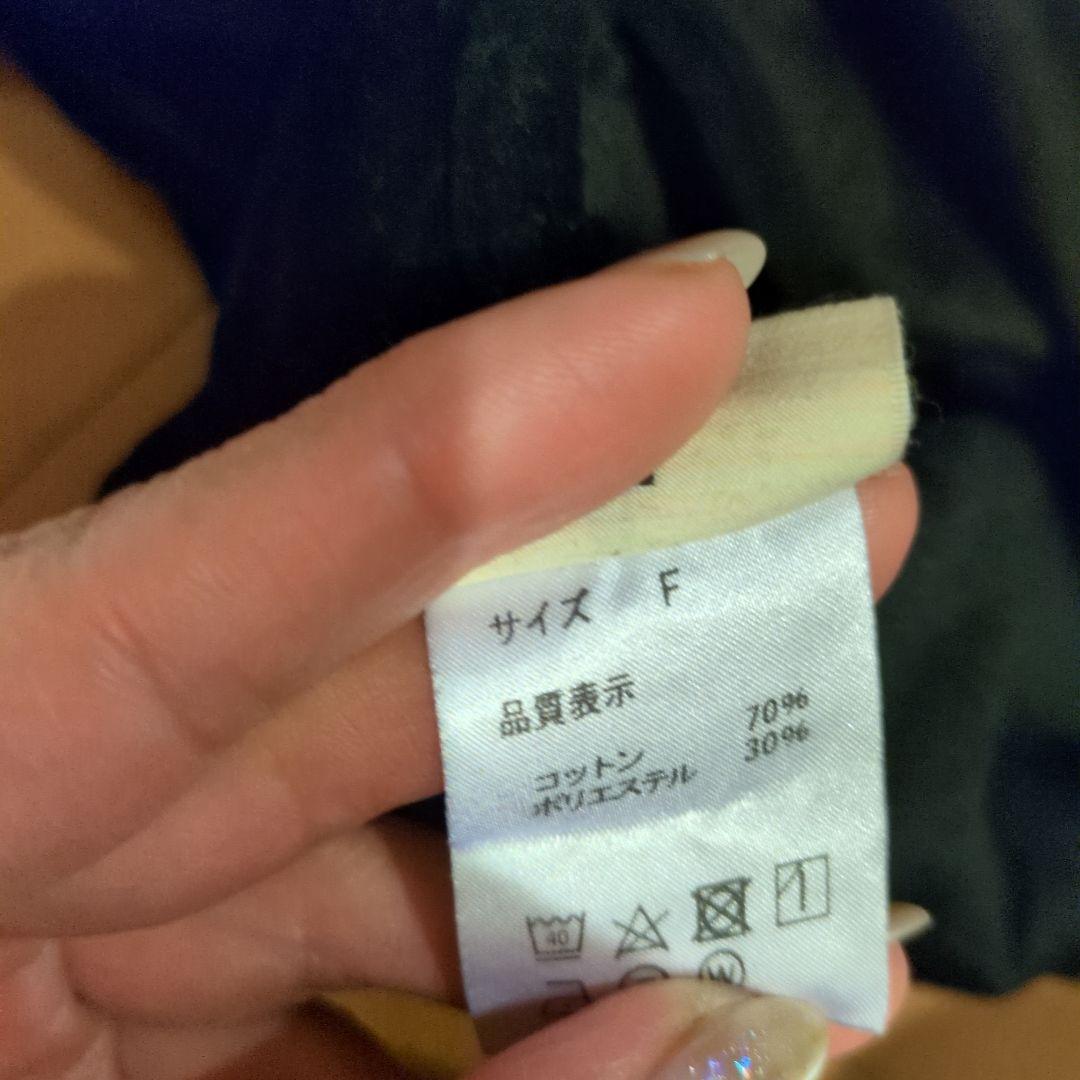 サイズ F
品質表示
コットン 70%
ポリエステル 30%
40
W